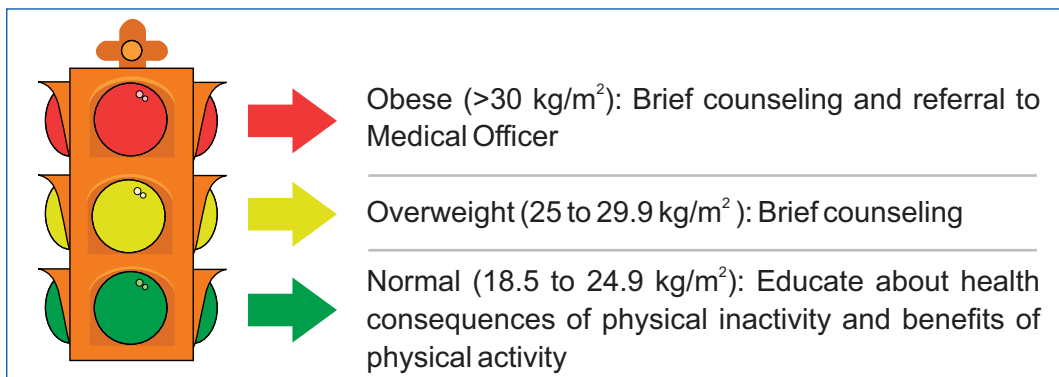 Obese (>30 kg/m²): Brief counseling and referral to
Medical Officer
Overweight (25 to 29.9 kg/m² ): Brief counseling
Normal (18.5 to 24.9 kg/m²): Educate about health
consequences of physical inactivity and benefits of
physical activity